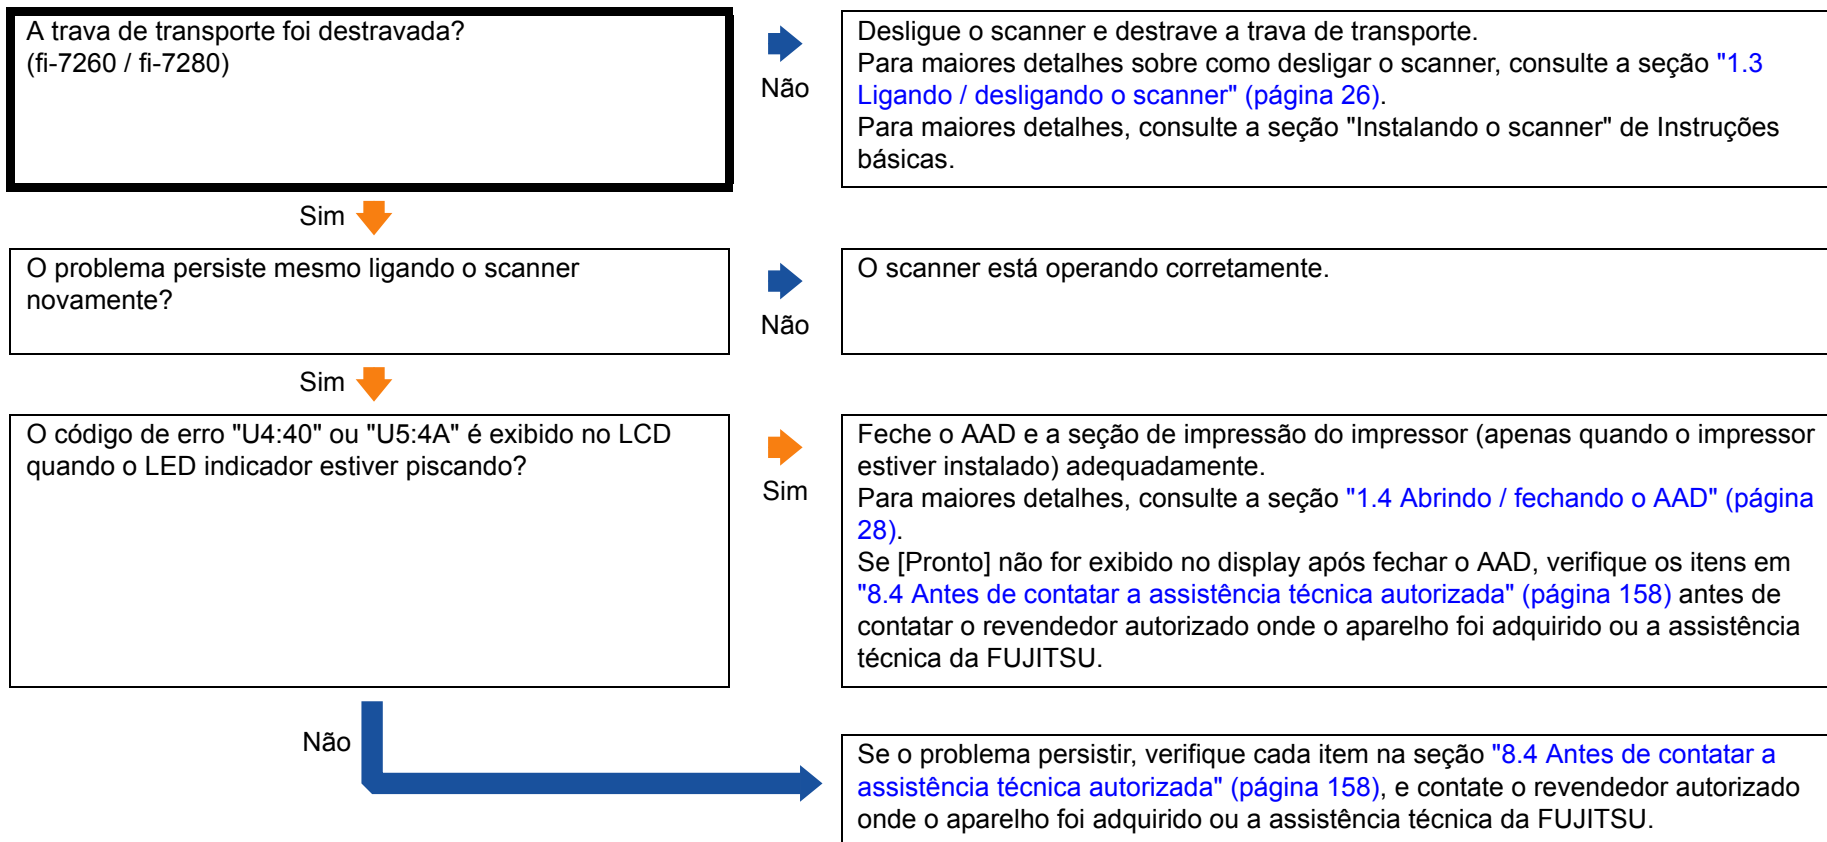 A trava de transporte foi destravada?
(fi-7260 / fi-7280)
Não
Desligue o scanner e destrave a trava de transporte.
Para maiores detalhes sobre como desligar o scanner, consulte a seção "1.3
Ligando / desligando o scanner" (página 26).
Para maiores detalhes, consulte a seção "Instalando o scanner" de Instruções
básicas.
Sim
O problema persiste mesmo ligando o scanner
novamente?
Não
O scanner está operando corretamente.
Sim
O código de erro "U4:40" ou "U5:4A" é exibido no LCD
quando o LED indicador estiver piscando?
Sim
Feche o AAD e a seção de impressão do impressor (apenas quando o impressor
estiver instalado) adequadamente.
Para maiores detalhes, consulte a seção "1.4 Abrindo / fechando o AAD" (página
28).
Se [Pronto] não for exibido no display após fechar o AAD, verifique os itens em
"8.4 Antes de contatar a assistência técnica autorizada" (página 158) antes de
contatar o revendedor autorizado onde o aparelho foi adquirido ou a assistência
técnica da FUJITSU.
Não
Se o problema persistir, verifique cada item na seção "8.4 Antes de contatar a
assistência técnica autorizada" (página 158), e contate o revendedor autorizado
onde o aparelho foi adquirido ou a assistência técnica da FUJITSU.